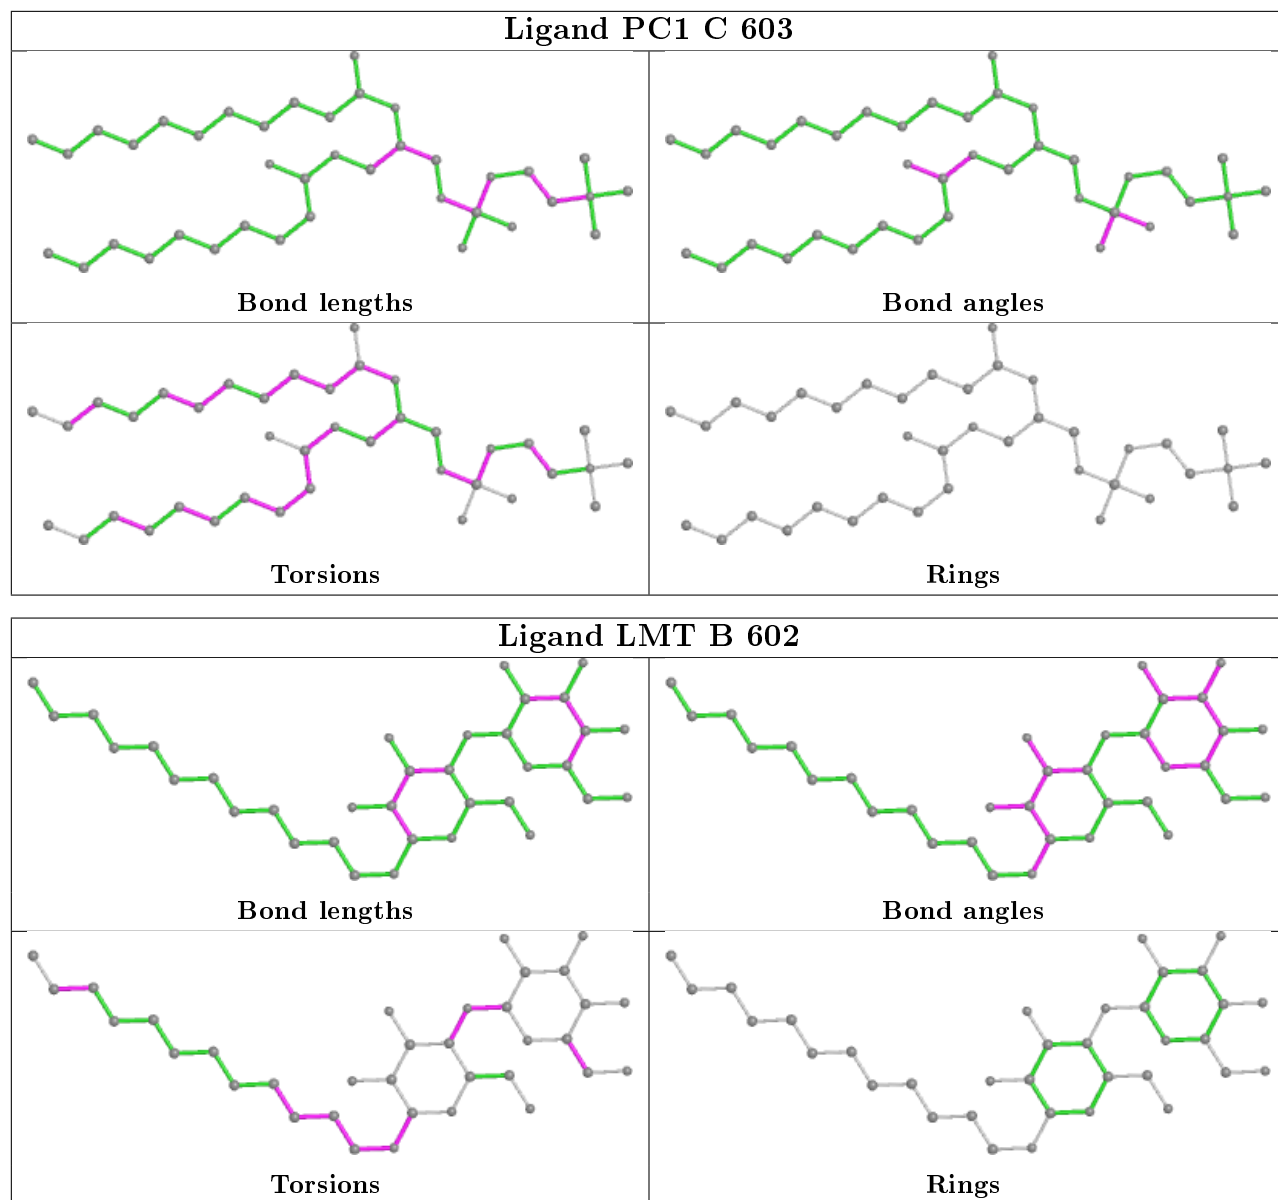 Ligand PC1 C 603
Bond lengths
Bond angles
Torsions
Rings
Ligand LMT B 602
Bond lengths
Bond angles
Torsions
Rings